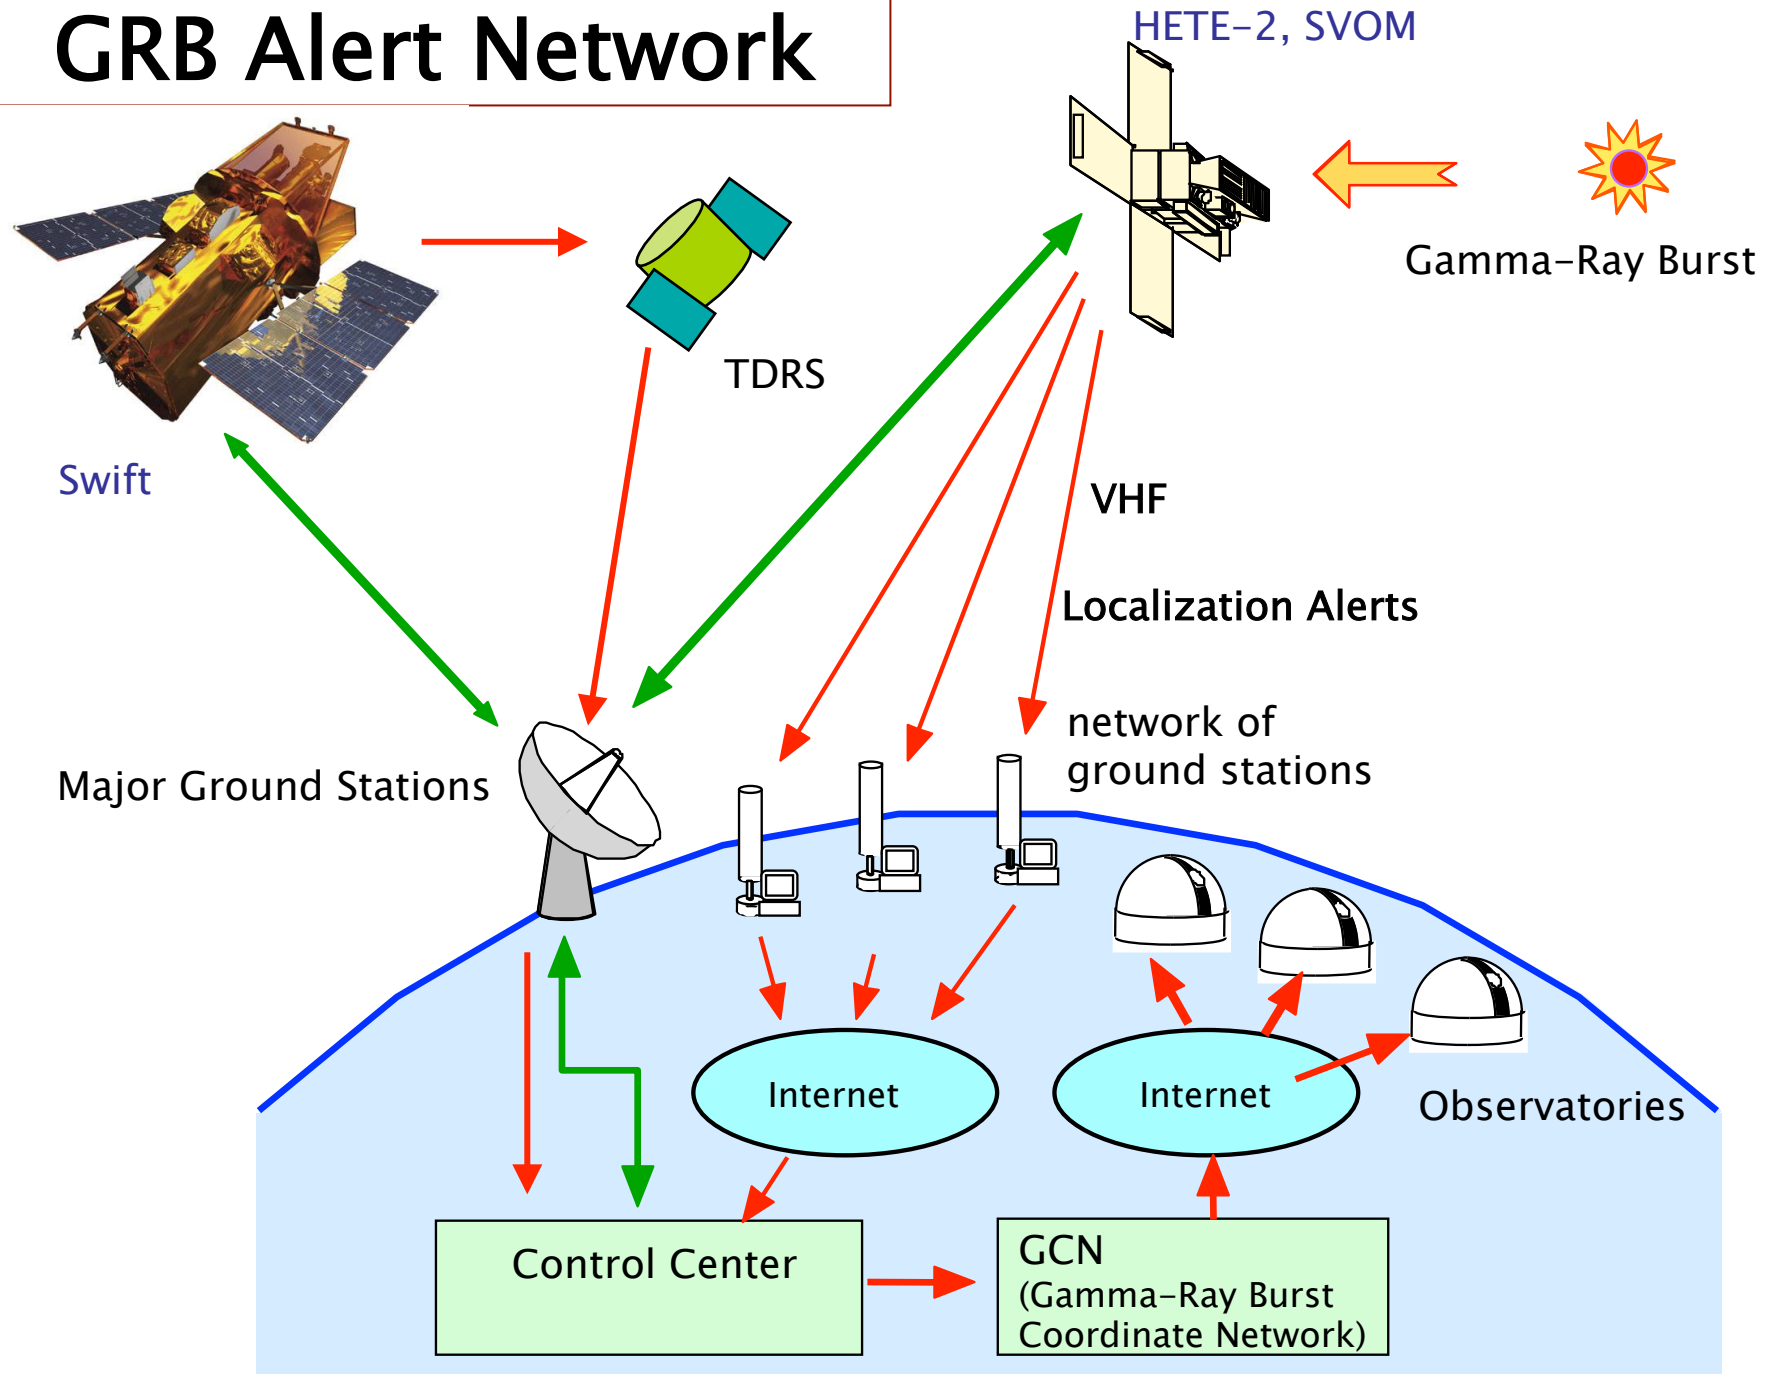 GRB Alert Network
HETE-2, SVOM
Gamma-Ray Burst
TDRS
Swift
VHF
Localization Alerts
network of
ground stations
Major Ground Stations
Internet
Internet
Observatories
Control Center
GCN
(Gamma-Ray Burst
Coordinate Network)